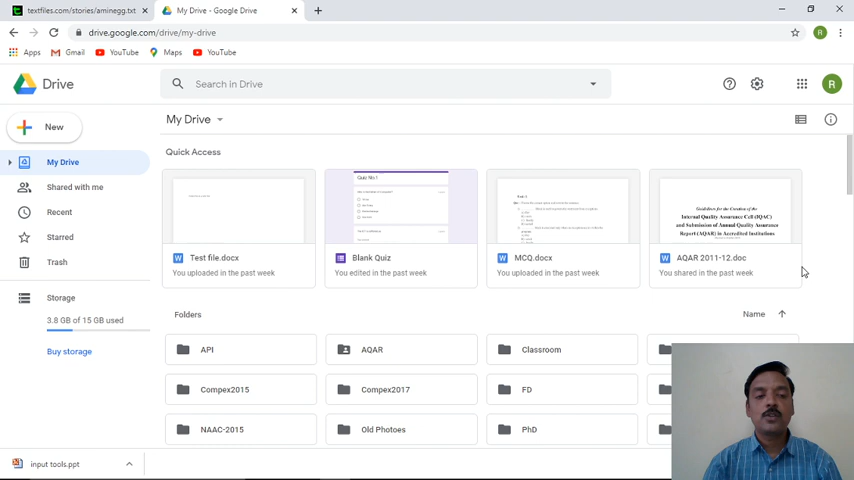 textfiles.com/stories/aminegg.txt
My Drive - Google Drive
drive.google.com/drive/my-drive
R
Apps
Gmail
YouTube
Maps
YouTube
Drive
Search in Drive
R
New
My Drive
My Drive
Quick Access
Shared with me
Recent
Starred
Trash
Storage
3.8 GB of 15 GB used
Buy storage
Quiz No.1
Guidelines for the Creation of the
Internal Quality Assurance Cell (IQAC)
and Submission of Annual Quality Assurance
Report (AQAR) in Accredited Institutions
Test file.docx
You uploaded in the past week
Blank Quiz
You edited in the past week
MCQ.docx
You uploaded in the past week
AQAR 2011-12.doc
You shared in the past week
Folders
Name
API
AQAR
Classroom
Compex2015
Compex2017
FD
NAAC-2015
Old Photoes
PhD
input tools.ppt